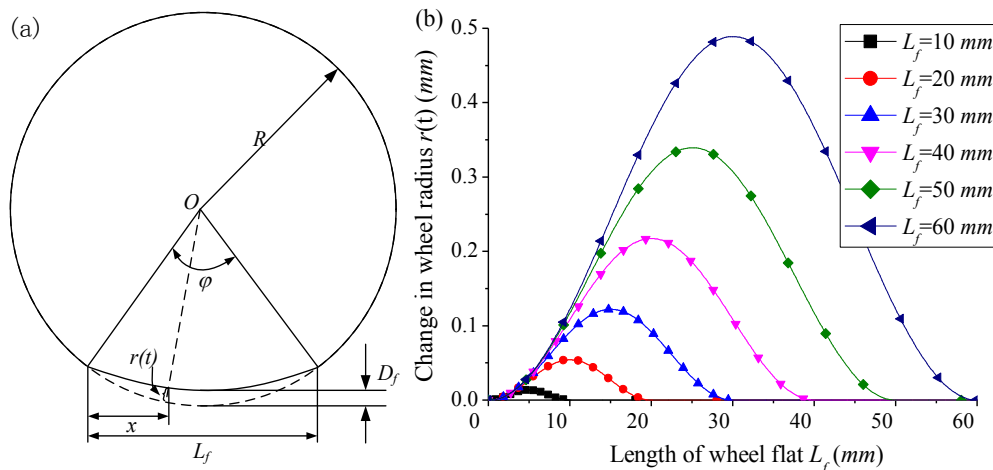 (a)
R
O
φ
r(t)
D_f
x
L_f
(b)
Change in wheel radius r(t) (mm)
0.5
0.4
0.3
0.2
0.1
0.0
0 10 20 30 40 50 60
Length of wheel flat L_f (mm)
L_f=10 mm
L_f=20 mm
L_f=30 mm
L_f=40 mm
L_f=50 mm
L_f=60 mm